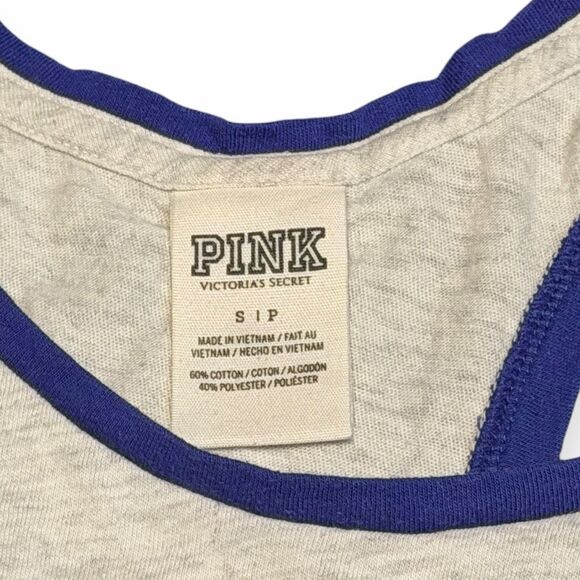 PINK
VICTORIA'S SECRET
S | P
MADE IN VIETNAM / FAIT AU
VIETNAM / HECHO EN VIETNAM
60% COTTON / COTON / ALGODÓN
40% POLYESTER / POLIÉSTER